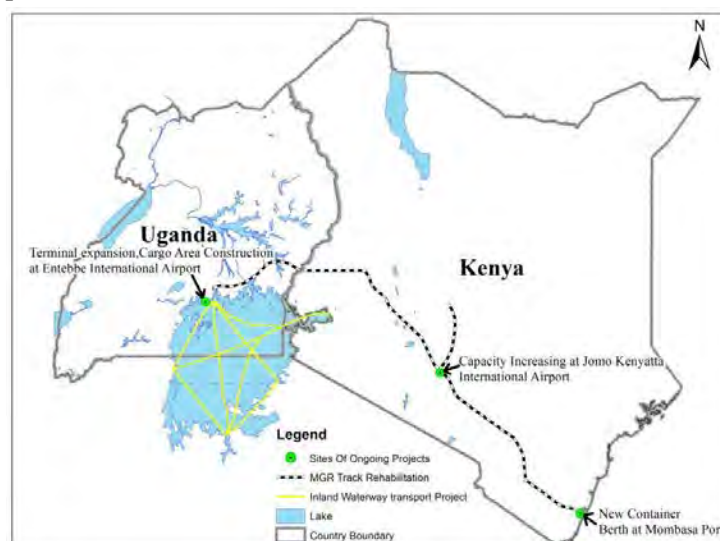 N
Uganda
Terminal expansion,Cargo Area Construction
at Entebbe International Airport
Kenya
Capacity Increasing at Jomo Kenyatta
International Airport
Legend
Sites Of Ongoing Projects
MGR Track Rehabilitation
Inland Waterway transport Project
Lake
Country Boundary
New Container
Berth at Mombasa Por